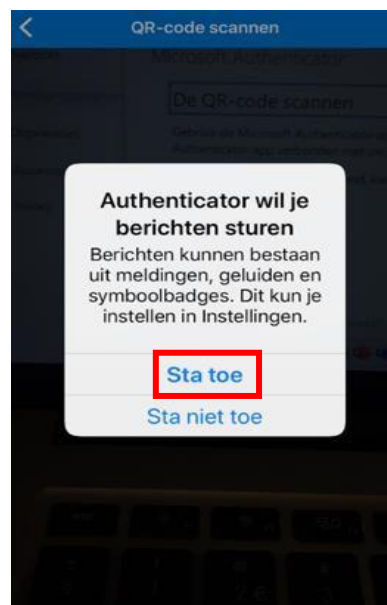 QR-code scannen
Microsoft Authenticator
De QR-code scannen
Authenticator wil je
berichten sturen
Berichten kunnen bestaan
uit meldingen, geluiden en
symboolbadges. Dit kun je
instellen in Instellingen.
Sta toe
Sta niet toe